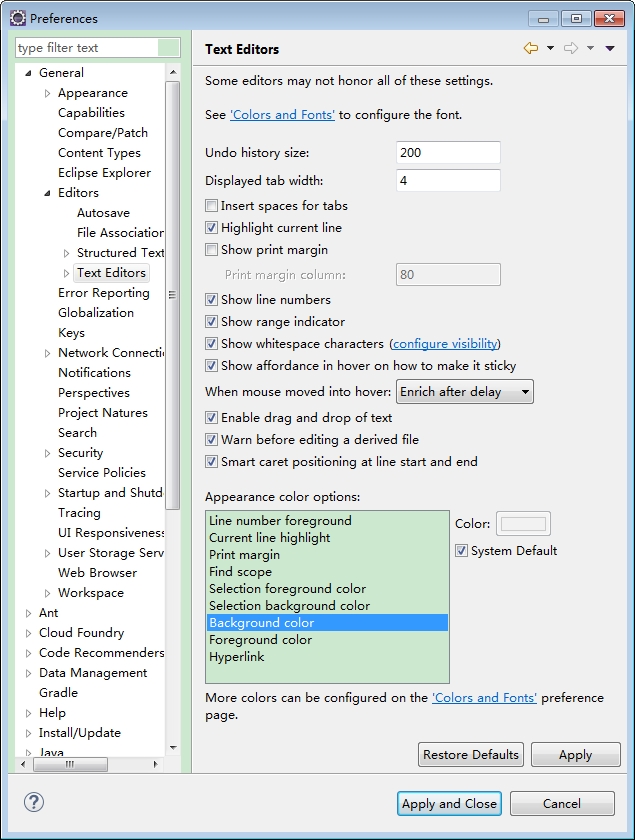 Preferences
type filter text
General
Appearance
Capabilities
Compare/Patch
Content Types
Eclipse Explorer
Editors
Autosave
File Association
Structured Text
Text Editors
Error Reporting
Globalization
Keys
Network Connecti
Notifications
Perspectives
Project Natures
Search
Security
Service Policies
Startup and Shutd
Tracing
UI Responsiveness
User Storage Serv
Web Browser
Workspace
Ant
Cloud Foundry
Code Recommenders
Data Management
Gradle
Help
Install/Update
Java
Text Editors
Some editors may not honor all of these settings.
See 'Colors and Fonts' to configure the font.
Undo history size: 200
Displayed tab width: 4
Insert spaces for tabs
Highlight current line
Show print margin
Print margin column: 80
Show line numbers
Show range indicator
Show whitespace characters (configure visibility)
Show affordance in hover on how to make it sticky
When mouse moved into hover: Enrich after delay
Enable drag and drop of text
Warn before editing a derived file
Smart caret positioning at line start and end
Appearance color options:
Line number foreground
Current line highlight
Print margin
Find scope
Selection foreground color
Selection background color
Background color
Foreground color
Hyperlink
Color:
System Default
More colors can be configured on the 'Colors and Fonts' preference
page.
Restore Defaults Apply
? Apply and Close Cancel